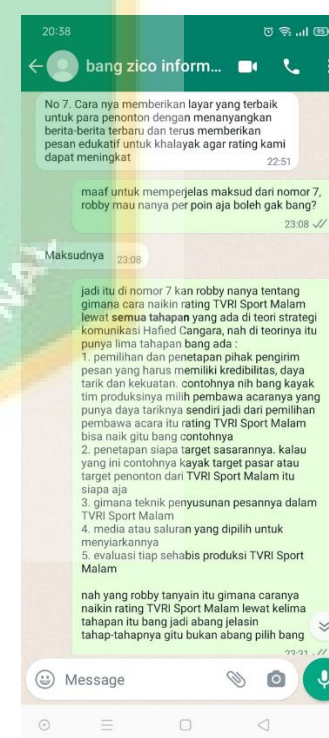 20:38
bang zico inform...
No 7. Cara nya memberikan layar yang terbaik
untuk para penonton dengan menanyangkan
berita-berita terbaru dan terus memberikan
pesan edukatif untuk khalayak agar rating kami
dapat meningkat
22:51
maaf untuk memperjelas maksud dari nomor 7,
robby mau nanya per poin aja boleh gak bang?
23:08
Maksudnya 23:08
jadi itu di nomor 7 kan robby nanya tentang
gimana cara naikin rating TVRI Sport Malam
lewat semua tahapan yang ada di teori strategi
komunikasi Hafied Cangara, nah di teorinya itu
punya lima tahapan bang ada :
1. pemilihan dan penetapan pihak pengirim
pesan yang harus memiliki kredibilitas, daya
tarik dan kekuatan. contohnya nih bang kayak
tim produksinya milih pembawa acaranya yang
punya daya tariknya sendiri jadi dari pemilihan
pembawa acara itu rating TVRI Sport Malam
bisa naik gitu bang contohnya
2. penetapan siapa target sasarannya. kalau
yang ini contohnya kayak target pasar atau
target penonton dari TVRI Sport Malam itu
siapa aja
3. gimana teknik penyusunan pesannya dalam
TVRI Sport Malam
4. media atau saluran yang dipilih untuk
menyiarkannya
5. evaluasi tiap sehabis produksi TVRI Sport
Malam
nah yang robby tanyain itu gimana caranya
naikin rating TVRI Sport Malam lewat kelima
tahapan itu bang jadi abang jelasin
tahap-tahapnya gitu bukan abang pilih bang
23:31
Message